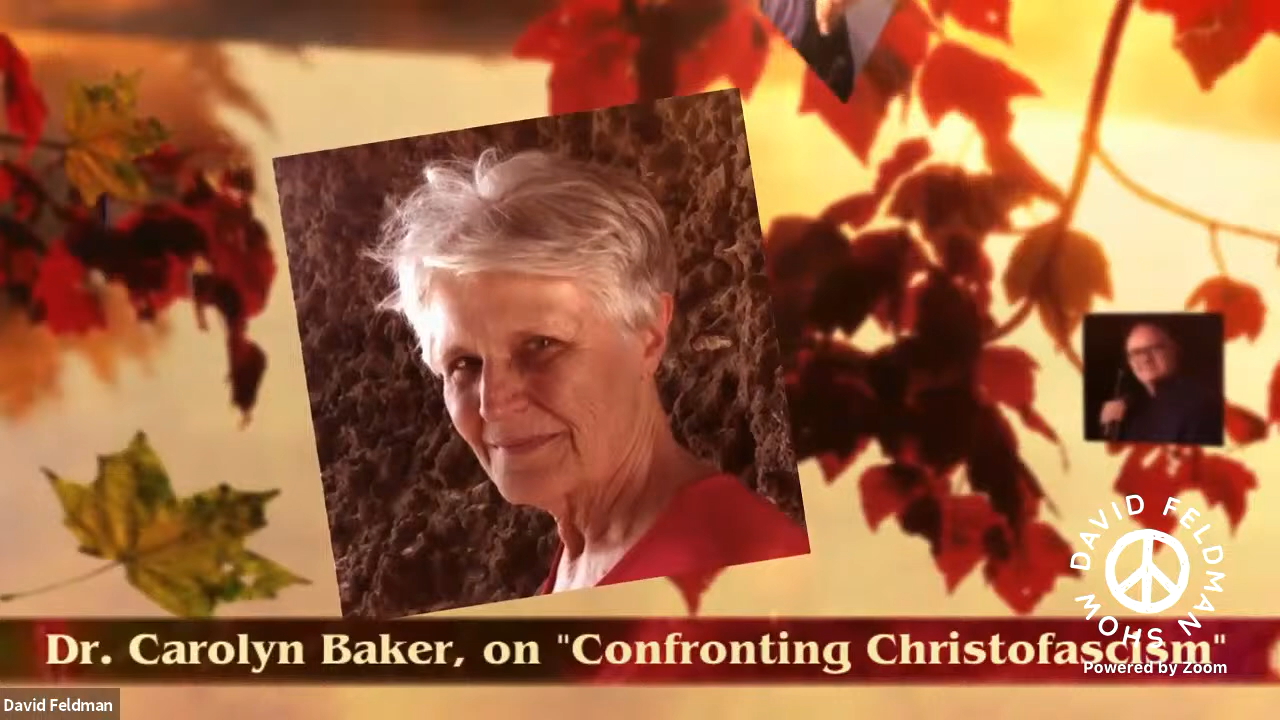 DAVID FELDMAN
SHOW
Dr. Carolyn Baker, on "Confronting Christofascism"
Powered by Zoom
David Feldman